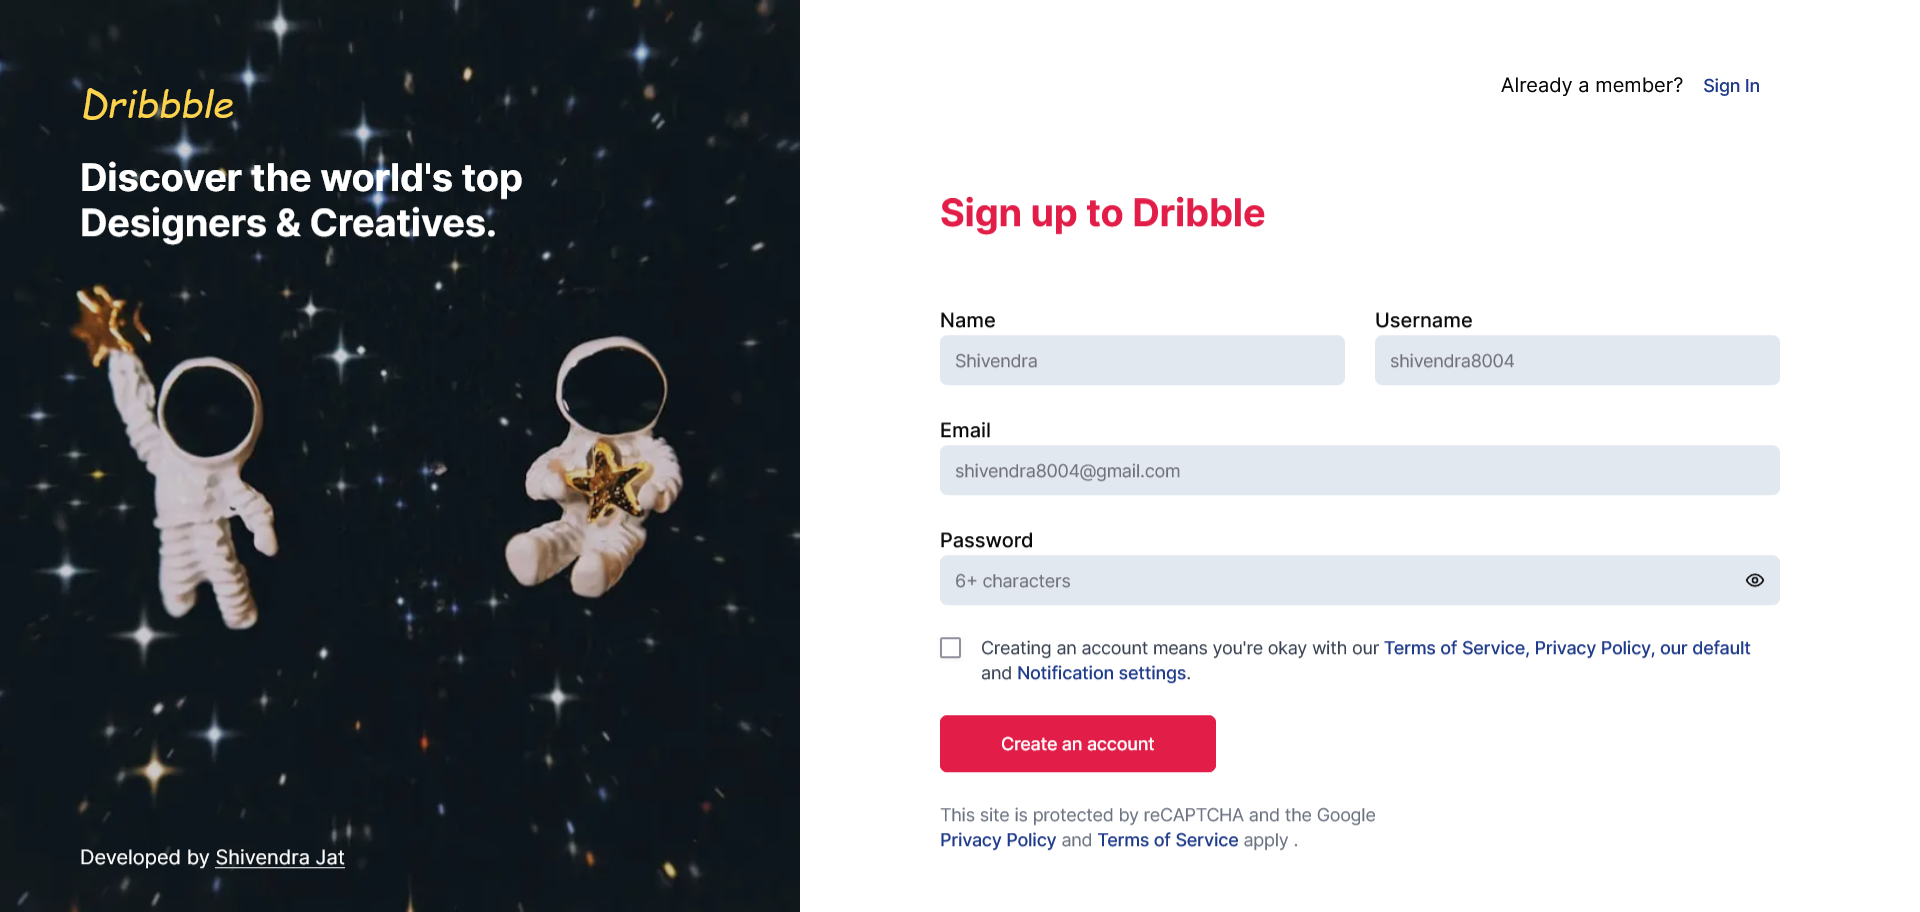 Dribbble
Discover the world's top
Designers & Creatives.
Developed by Shivendra Jat
Already a member? Sign In
Sign up to Dribble
Name
Shivendra
Username
shivendra8004
Email
shivendra8004@gmail.com
Password
6+ characters
Creating an account means you're okay with our Terms of Service, Privacy Policy, our default
and Notification settings.
Create an account
This site is protected by reCAPTCHA and the Google
Privacy Policy and Terms of Service apply .